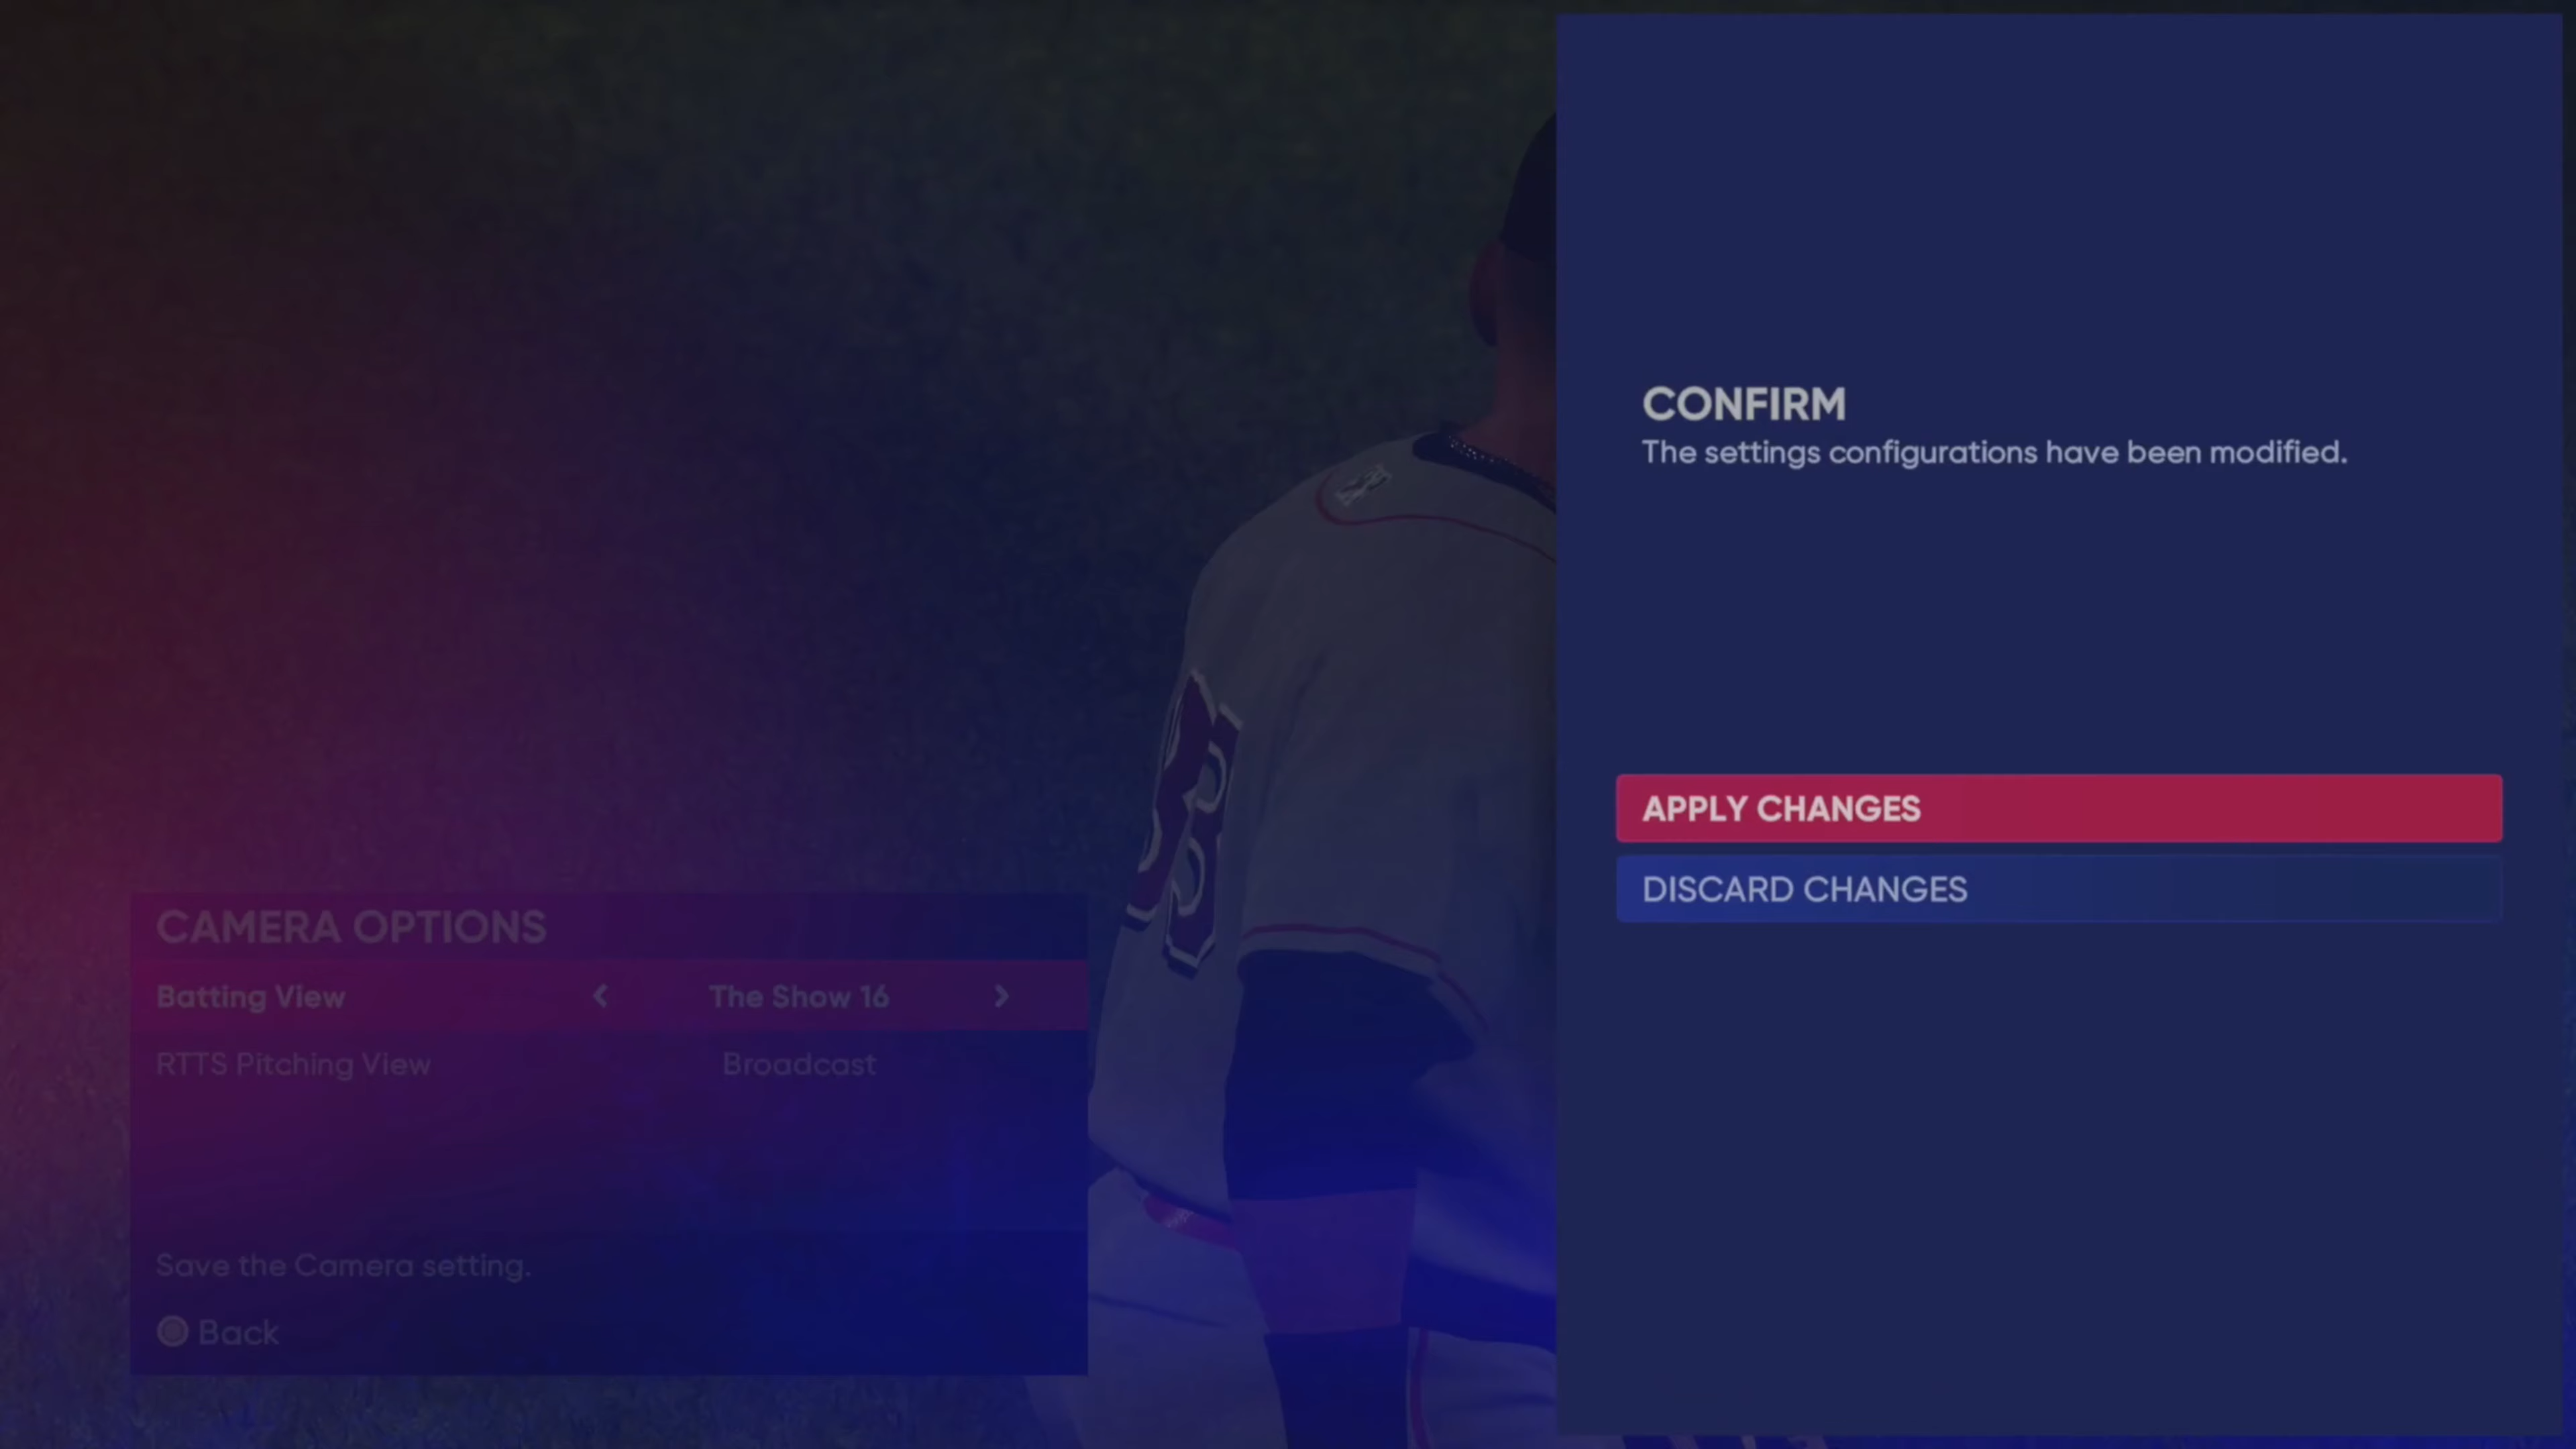 CONFIRM
The settings configurations have been modified.
APPLY CHANGES
DISCARD CHANGES
CAMERA OPTIONS
Batting View
The Show 16
RTTS Pitching View
Broadcast
Save the Camera setting.
Back